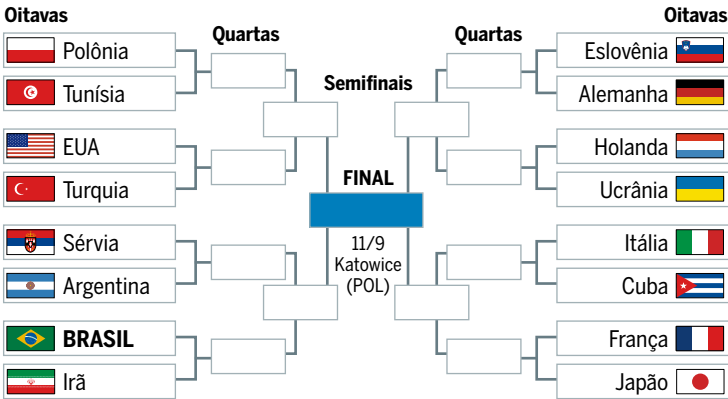 Oitavas
Quartas
Polônia
Tunísia
EUA
Turquia
Sérvia
Argentina
BRASIL
Irã
Semifinais
FINAL
11/9
Katowice
(POL)
Quartas
Oitavas
Eslovênia
Alemanha
Holanda
Ucrânia
Itália
Cuba
França
Japão